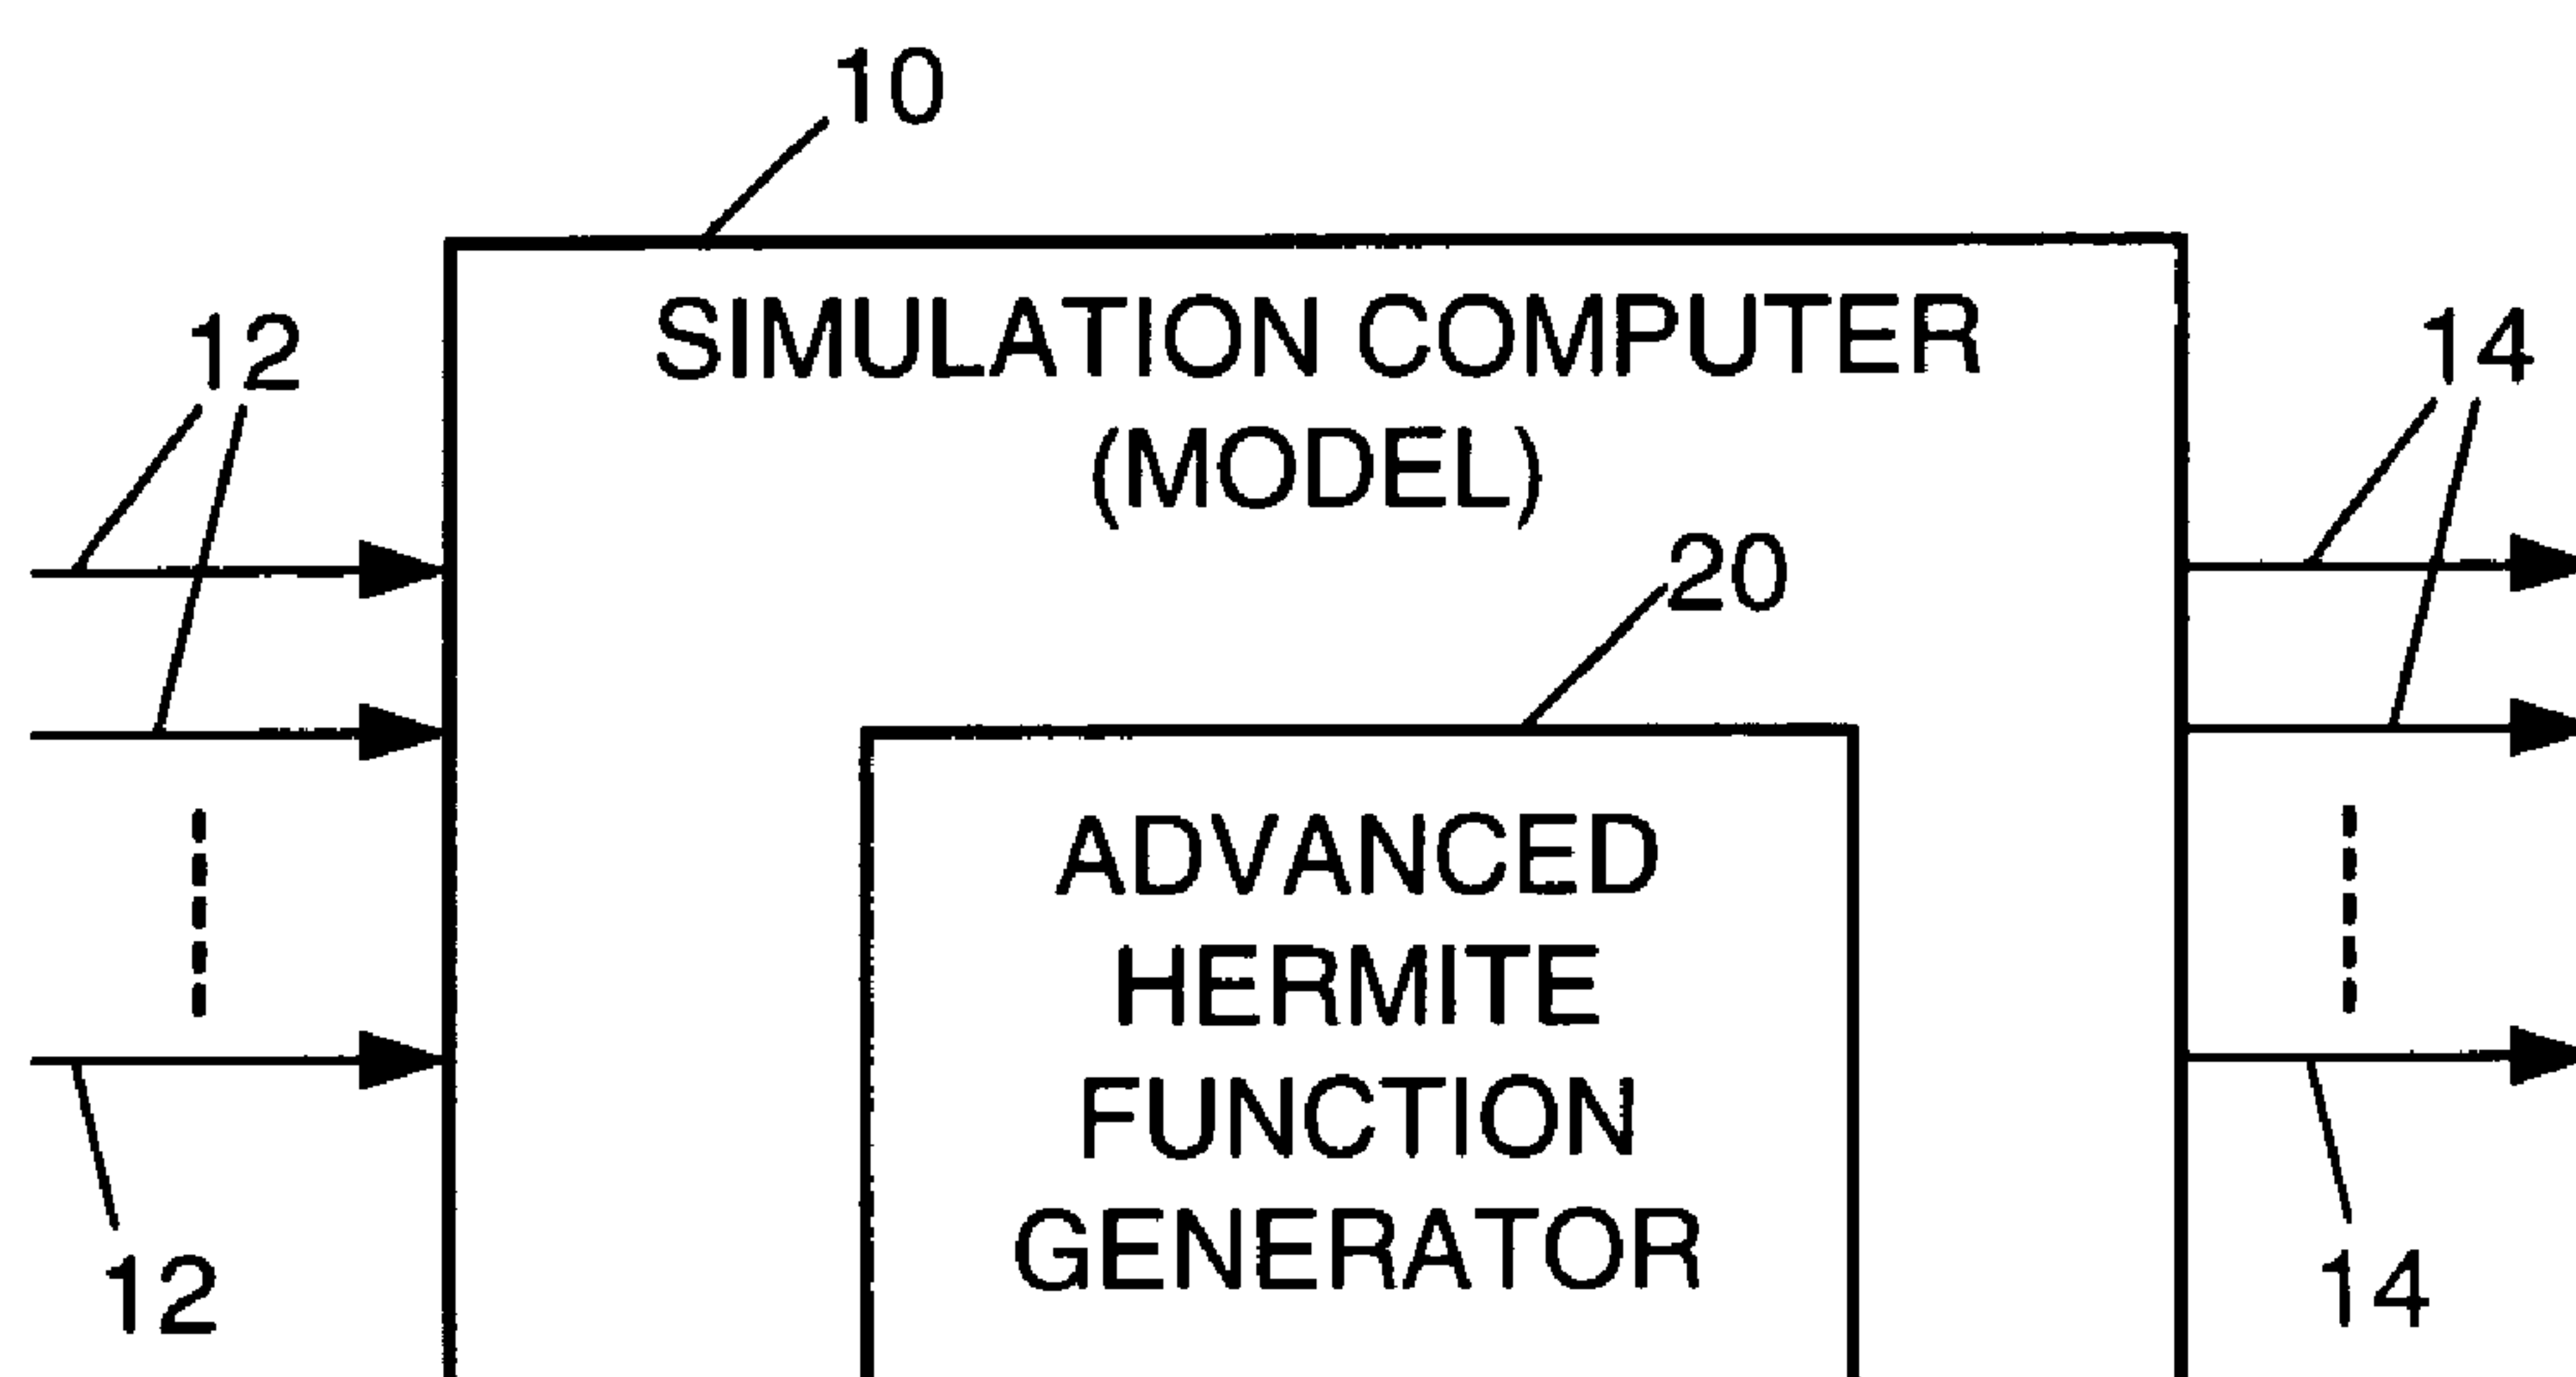 10
SIMULATION COMPUTER
(MODEL)
12
14
20
ADVANCED
HERMITE
FUNCTION
GENERATOR
12
14